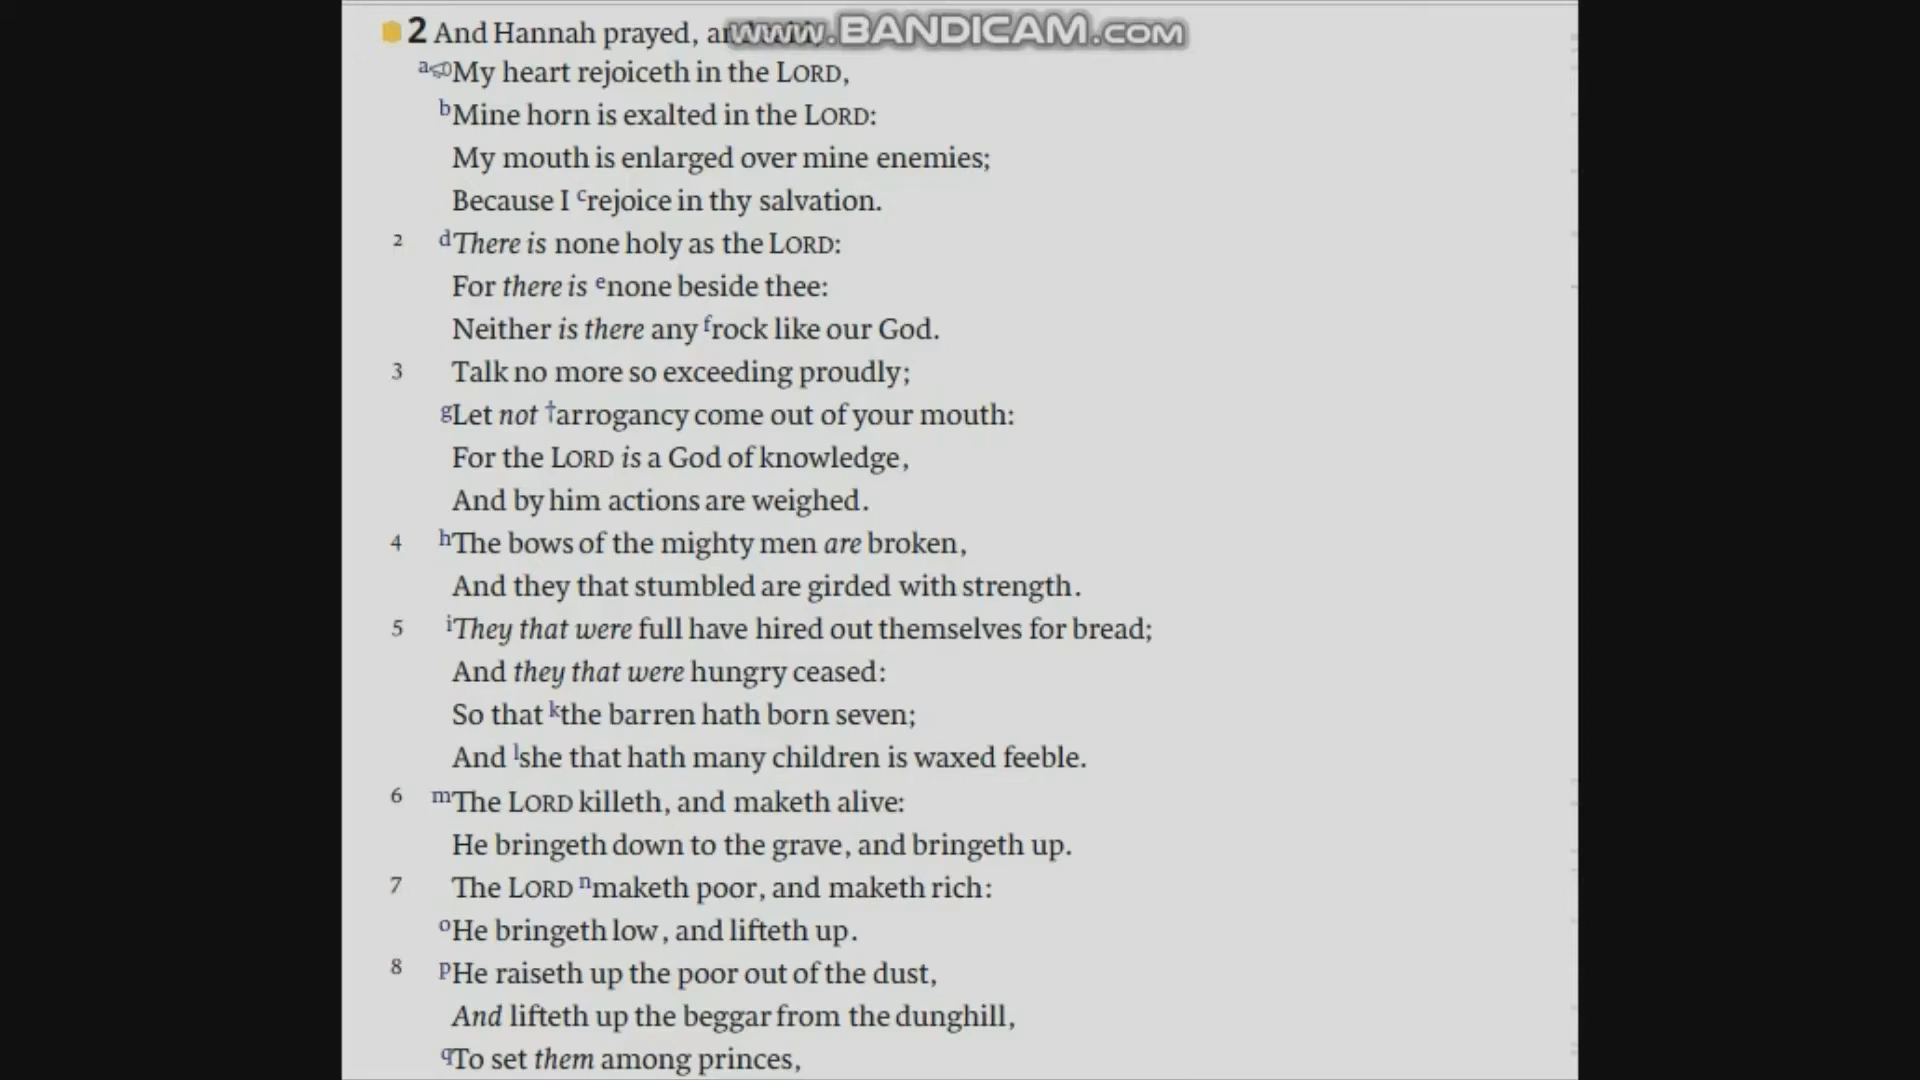 2 And Hannah prayed, an
www.BANDICAM.com
a My heart rejoiceth in the LORD,
b Mine horn is exalted in the LORD:
My mouth is enlarged over mine enemies;
Because I c rejoice in thy salvation.
2 d There is none holy as the LORD:
For there is e none beside thee:
Neither is there any f rock like our God.
3 Talk no more so exceeding proudly;
g Let not † arrogancy come out of your mouth:
For the LORD is a God of knowledge,
And by him actions are weighed.
4 h The bows of the mighty men are broken,
And they that stumbled are girded with strength.
5 i They that were full have hired out themselves for bread;
And they that were hungry ceased:
So that k the barren hath born seven;
And l she that hath many children is waxed feeble.
6 m The LORD killeth, and maketh alive:
He bringeth down to the grave, and bringeth up.
7 The LORD n maketh poor, and maketh rich:
o He bringeth low, and lifteth up.
8 p He raiseth up the poor out of the dust,
And lifteth up the beggar from the dunghill,
q To set them among princes,